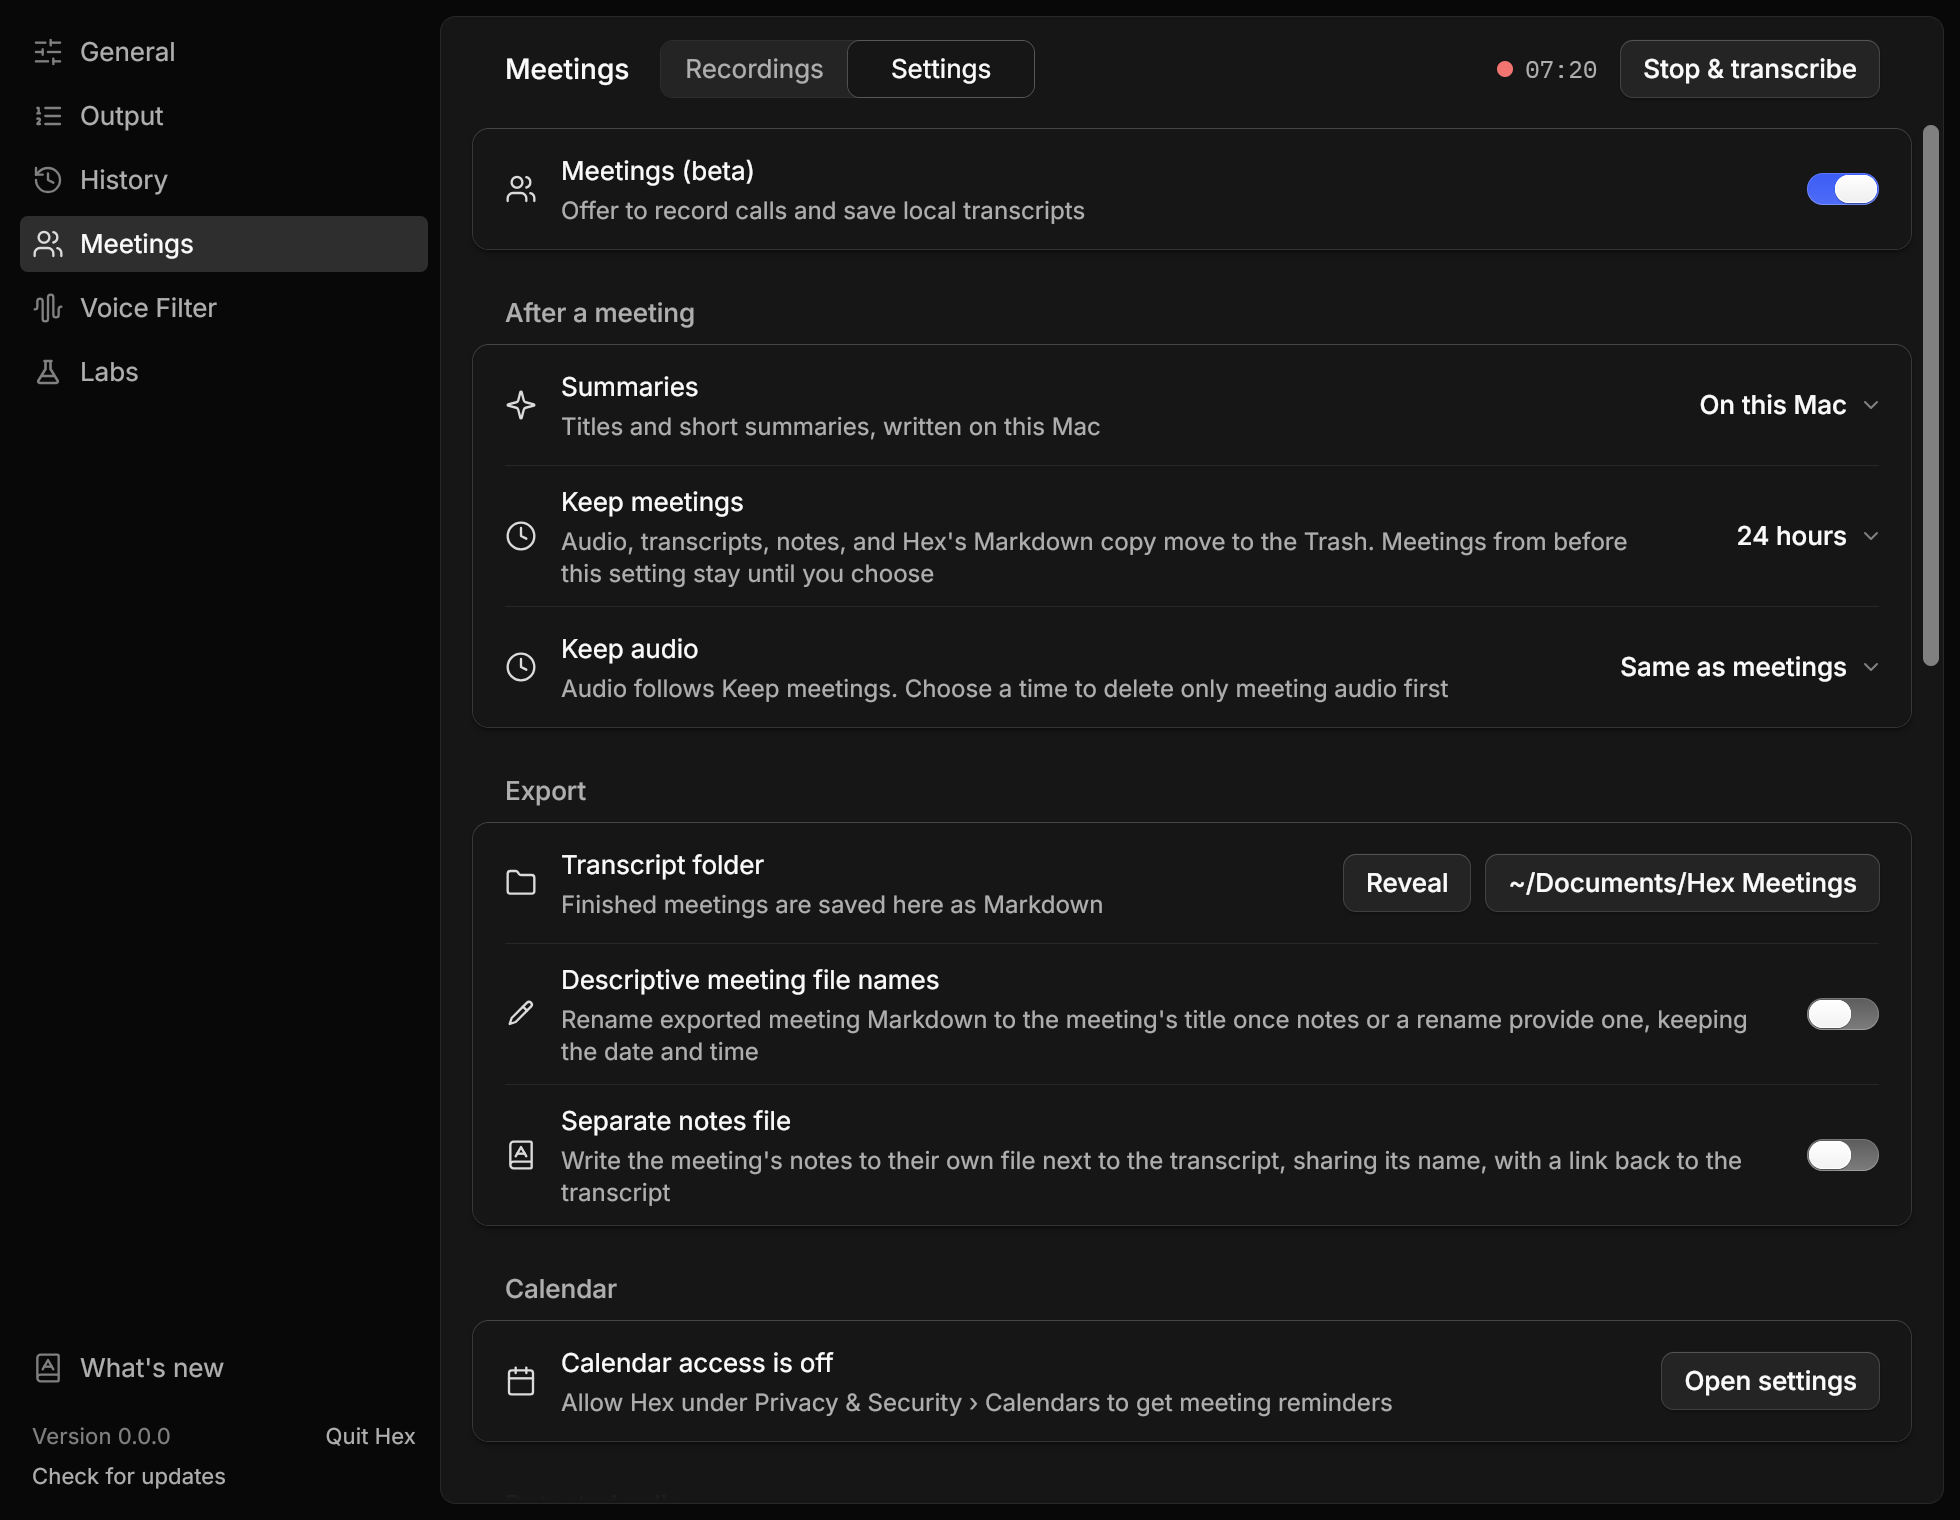 General
Output
History
Meetings
Voice Filter
Labs
What's new
Version 0.0.0
Quit Hex
Check for updates
Meetings
Recordings
Settings
07:20
Stop & transcribe
Meetings (beta)
Offer to record calls and save local transcripts
After a meeting
Summaries
Titles and short summaries, written on this Mac
On this Mac
Keep meetings
Audio, transcripts, notes, and Hex's Markdown copy move to the Trash. Meetings from before
this setting stay until you choose
24 hours
Keep audio
Audio follows Keep meetings. Choose a time to delete only meeting audio first
Same as meetings
Export
Transcript folder
Finished meetings are saved here as Markdown
Reveal
~/Documents/Hex Meetings
Descriptive meeting file names
Rename exported meeting Markdown to the meeting's title once notes or a rename provide one, keeping
the date and time
Separate notes file
Write the meeting's notes to their own file next to the transcript, sharing its name, with a link back to the
transcript
Calendar
Calendar access is off
Allow Hex under Privacy & Security › Calendars to get meeting reminders
Open settings